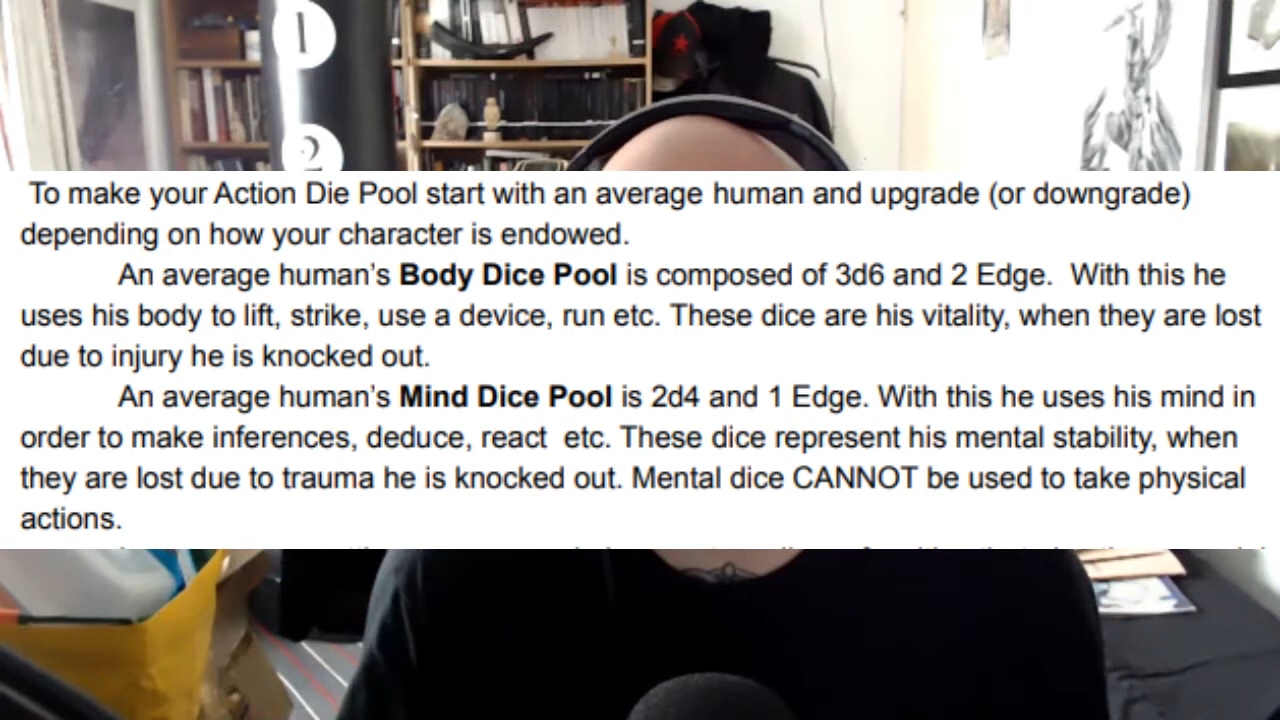 1
2
To make your Action Die Pool start with an average human and upgrade (or downgrade)
depending on how your character is endowed.
An average human's Body Dice Pool is composed of 3d6 and 2 Edge. With this he
uses his body to lift, strike, use a device, run etc. These dice are his vitality, when they are lost
due to injury he is knocked out.
An average human's Mind Dice Pool is 2d4 and 1 Edge. With this he uses his mind in
order to make inferences, deduce, react etc. These dice represent his mental stability, when
they are lost due to trauma he is knocked out. Mental dice CANNOT be used to take physical
actions.